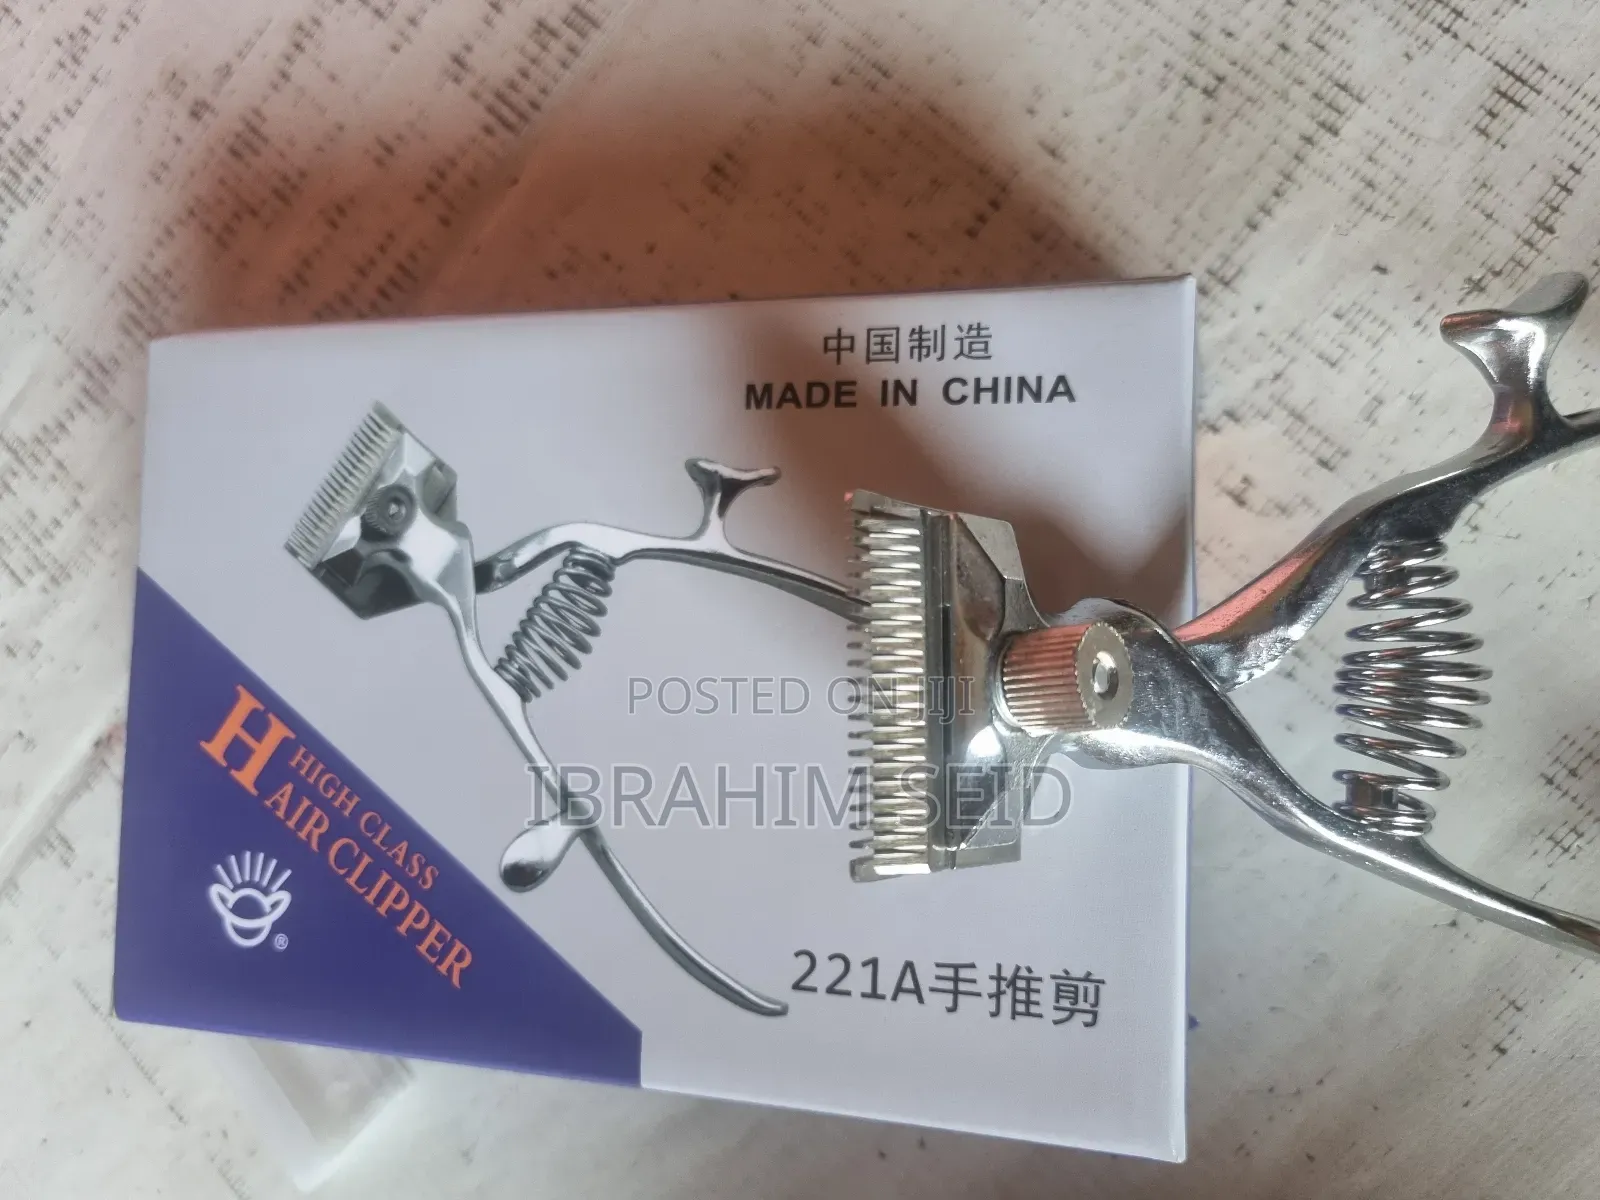 中国制造
MADE IN CHINA
POSTED ON JIJI
IBRAHIM SEID
HIGH CLASS
HAIR CLIPPER
®
221A手推剪